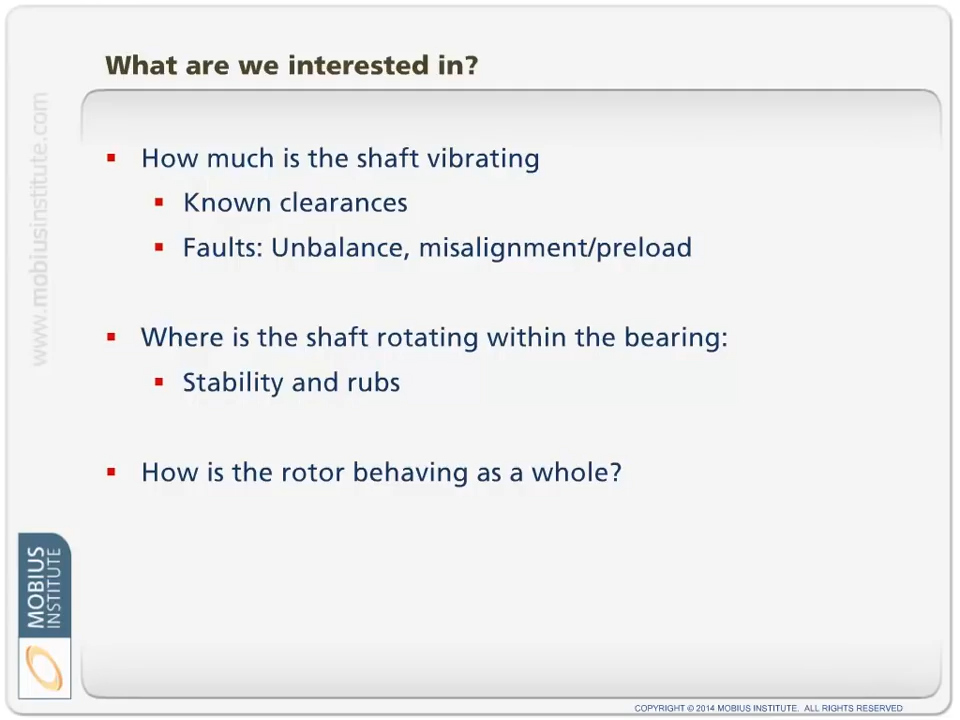 What are we interested in?
How much is the shaft vibrating
Known clearances
Faults: Unbalance, misalignment/preload
Where is the shaft rotating within the bearing:
Stability and rubs
How is the rotor behaving as a whole?
www.mobiusinstitute.com
MOBIUS
INSTITUTE
COPYRIGHT © 2014 MOBIUS INSTITUTE. ALL RIGHTS RESERVED